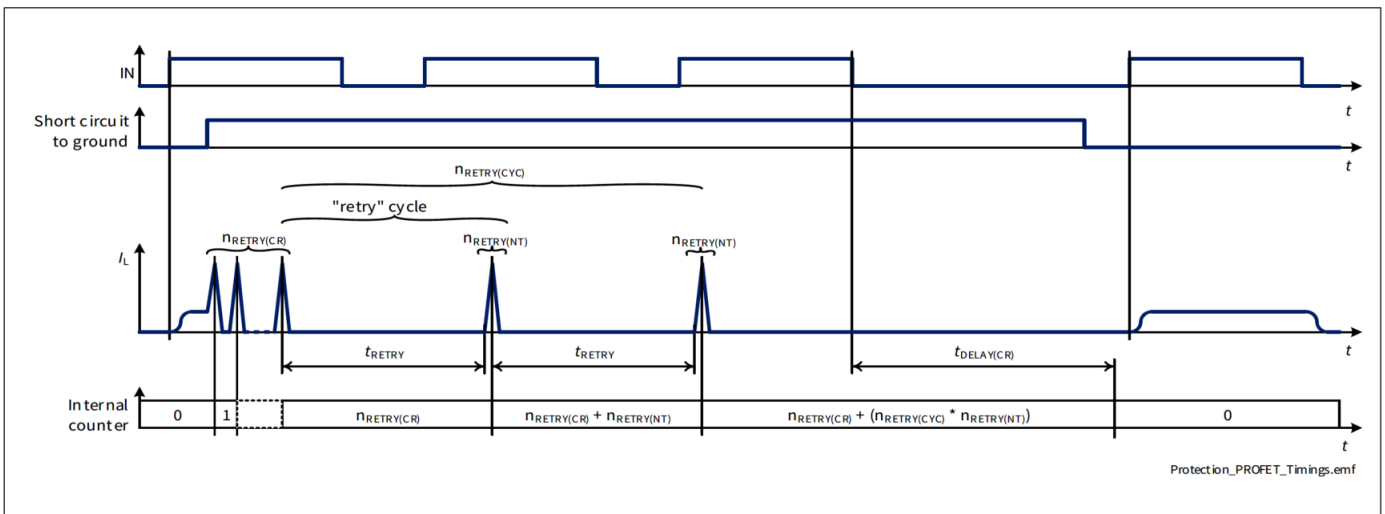 IN
t
Short circuit
to ground
t
nRETRY(CYC)
"retry" cycle
nRETRY(CR)
nRETRY(NT)
nRETRY(NT)
IL
tRETRY
tRETRY
tDELAY(CR)
t
Internal
counter
0
1
nRETRY(CR)
nRETRY(CR) + nRETRY(NT)
nRETRY(CR) + (nRETRY(CYC) * nRETRY(NT))
0
t
Protection_PROFET_Timings.emf